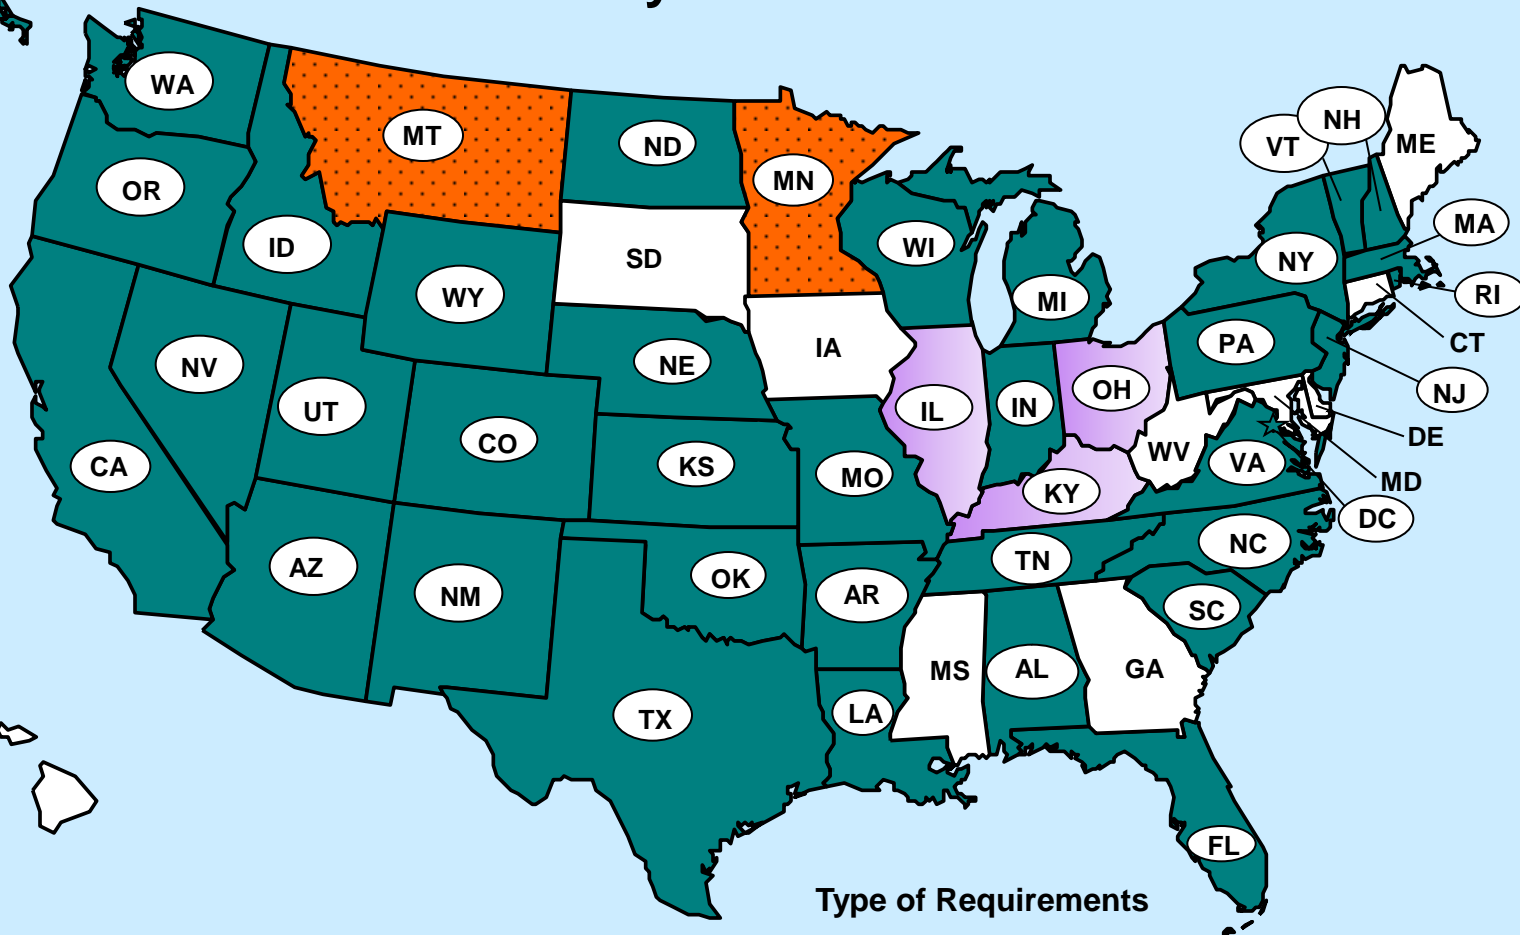 WA
MT
ND
MN
OR
ID
SD
WI
WY
MI
VT
NH
ME
MA
NY
RI
CT
NV
UT
NE
IA
PA
NJ
CA
CO
KS
MO
IL
IN
OH
WV
VA
DE
MD
DC
KY
AZ
NM
OK
AR
TN
NC
SC
TX
LA
MS
AL
GA
FL
Type of Requirements